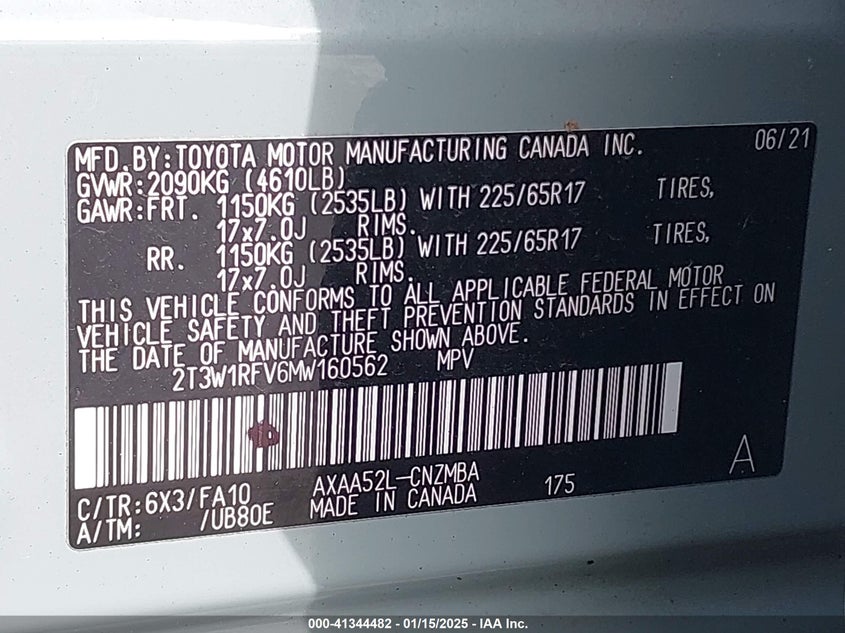 MFD.BY:TOYOTA MOTOR MANUFACTURING CANADA INC. 06/21
GVWR:2090KG (4610LB)
GAWR:FRT. 1150KG (2535LB) WITH 225/65R17 TIRES,
17x7.0J RIMS.
RR. 1150KG (2535LB) WITH 225/65R17 TIRES,
17x7.0J RIMS.
THIS VEHICLE CONFORMS TO ALL APPLICABLE FEDERAL MOTOR
VEHICLE SAFETY AND THEFT PREVENTION STANDARDS IN EFFECT ON
THE DATE OF MANUFACTURE SHOWN ABOVE.
2T3W1RFV6MW160562 MPV
A
C/TR:6X3/FA10 AXAA52L-CNZMBA 175
A/TM: /UB80E MADE IN CANADA
000-41344482 - 01/15/2025 - IAA Inc.